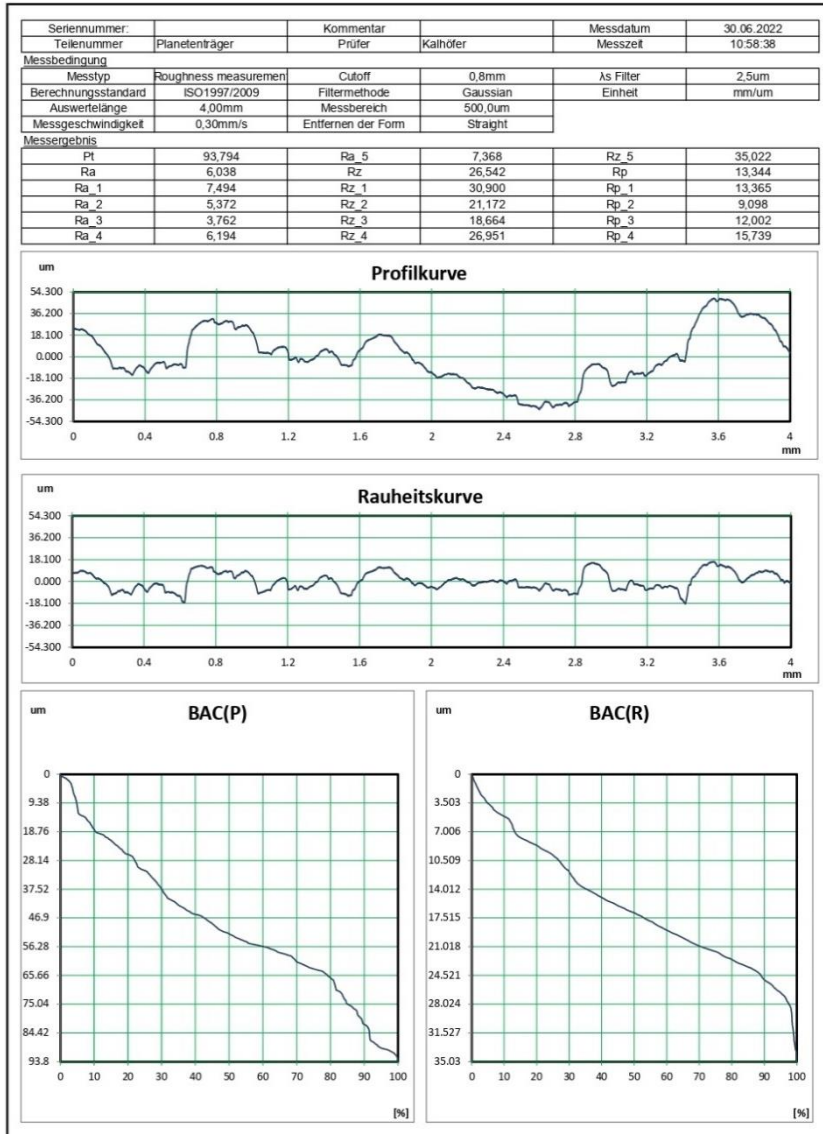 Seriennummer: Kommentar Messdatum 30.06.2022
Teilenummer Planetenträger Prüfer Kalhöfer Messzeit 10:58:38
Messbedingung
Messtyp Roughness measuremen Cutoff 0,8mm λs Filter 2,5um
Berechnungsstandard ISO1997/2009 Filtermethode Gaussian Einheit mm/um
Auswertelänge 4,00mm Messbereich 500,0um
Messgeschwindigkeit 0,30mm/s Entfernen der Form Straight
Messergebnis
Pt 93,794 Ra_5 7,368 Rz_5 35,022
Ra 6,038 Rz 26,542 Rp 13,344
Ra_1 7,494 Rz_1 30,900 Rp_1 13,365
Ra_2 5,372 Rz_2 21,172 Rp_2 9,098
Ra_3 3,762 Rz_3 18,664 Rp_3 12,002
Ra_4 6,194 Rz_4 26,951 Rp_4 15,739
um
Profilkurve
54.300
36.200
18.100
0.000
-18.100
-36.200
-54.300
0 0.4 0.8 1.2 1.6 2 2.4 2.8 3.2 3.6 4
mm
um
Rauheitskurve
54.300
36.200
18.100
0.000
-18.100
-36.200
-54.300
0 0.4 0.8 1.2 1.6 2 2.4 2.8 3.2 3.6 4
mm
um
BAC(P)
0
9.38
18.76
28.14
37.52
46.9
56.28
65.66
75.04
84.42
93.8
0 10 20 30 40 50 60 70 80 90 100
[%]
um
BAC(R)
0
3.503
7.006
10.509
14.012
17.515
21.018
24.521
28.024
31.527
35.03
0 10 20 30 40 50 60 70 80 90 100
[%]